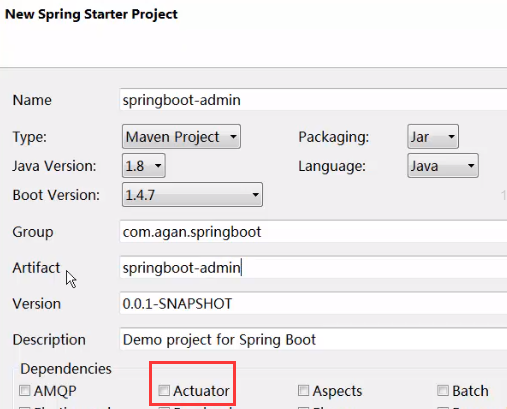 New Spring Starter Project
Name springboot-admin
Type: Maven Project Packaging: Jar
Java Version: 1.8 Language: Java
Boot Version: 1.4.7
Group com.agan.springboot
Artifact springboot-admin
Version 0.0.1-SNAPSHOT
Description Demo project for Spring Boot
Dependencies
AMQP Actuator Aspects Batch